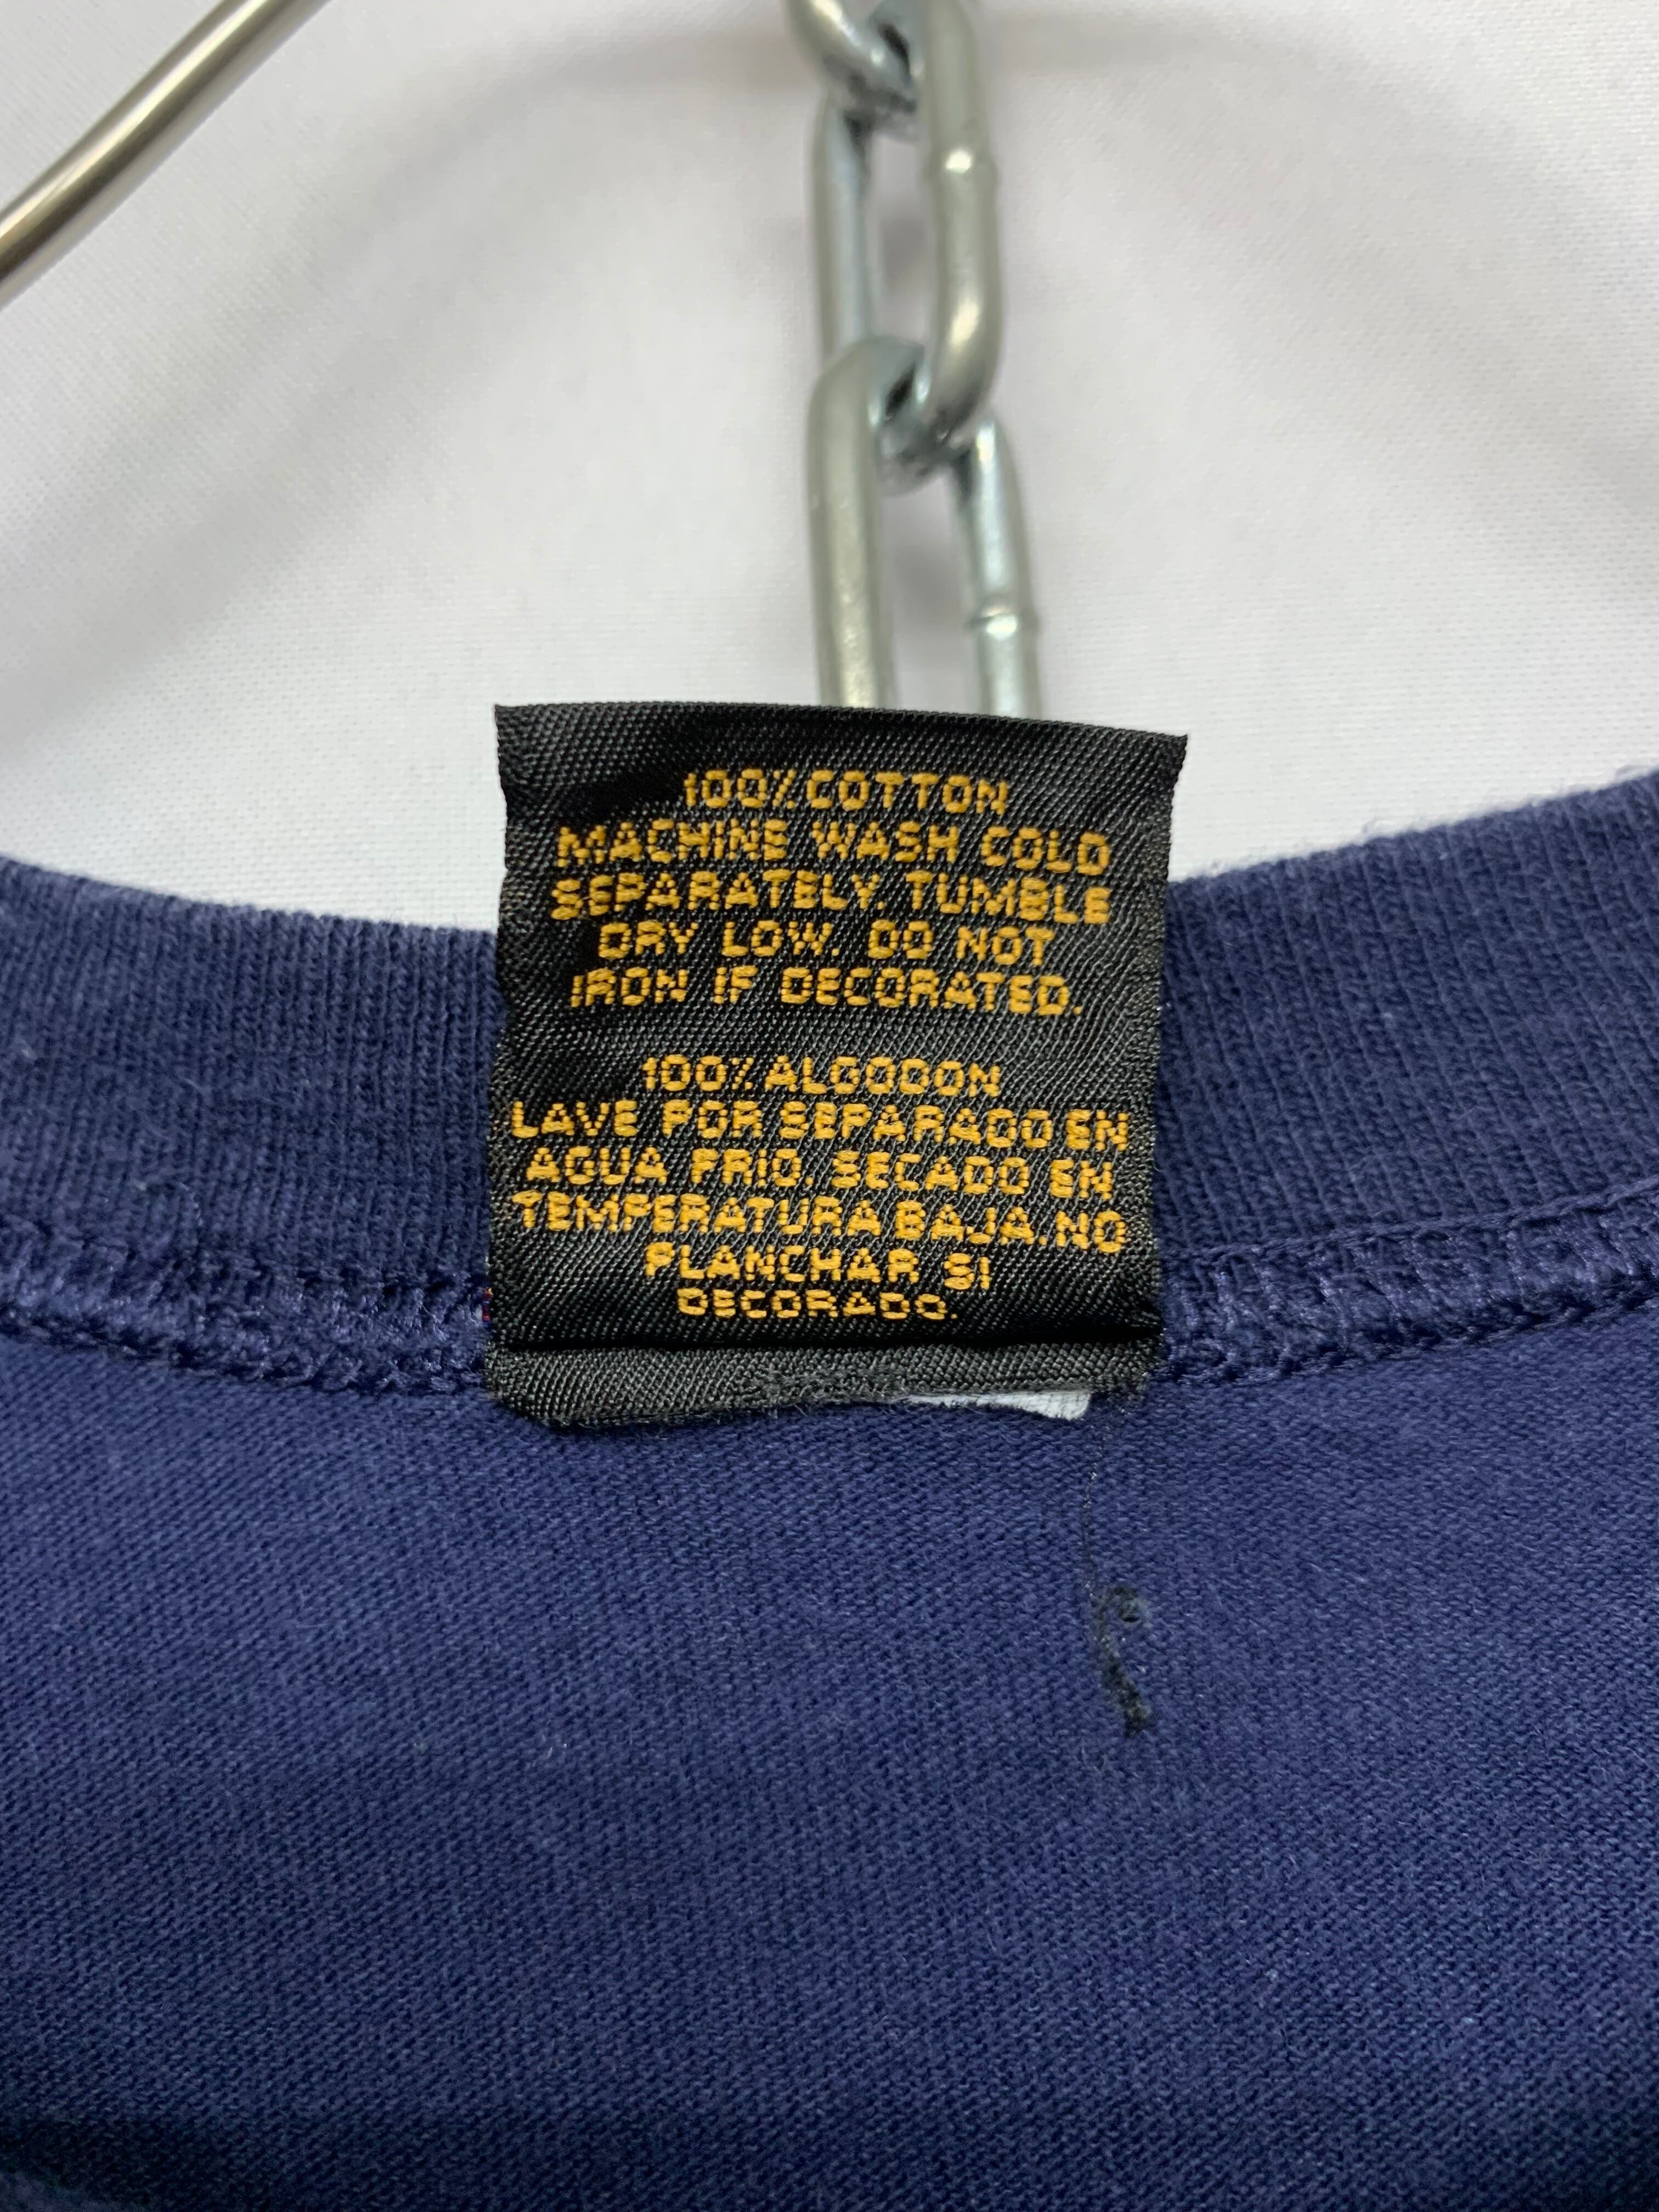 100% COTTON
MACHINE WASH COLD
SEPARATELY, TUMBLE
DRY LOW. DO NOT
IRON IF DECORATED.
100% ALGODON
LAVE POR SEPARADO EN
AGUA FRIO, SECADO EN
TEMPERATURA BAJA. NO
PLANCHAR SI
DECORADO.